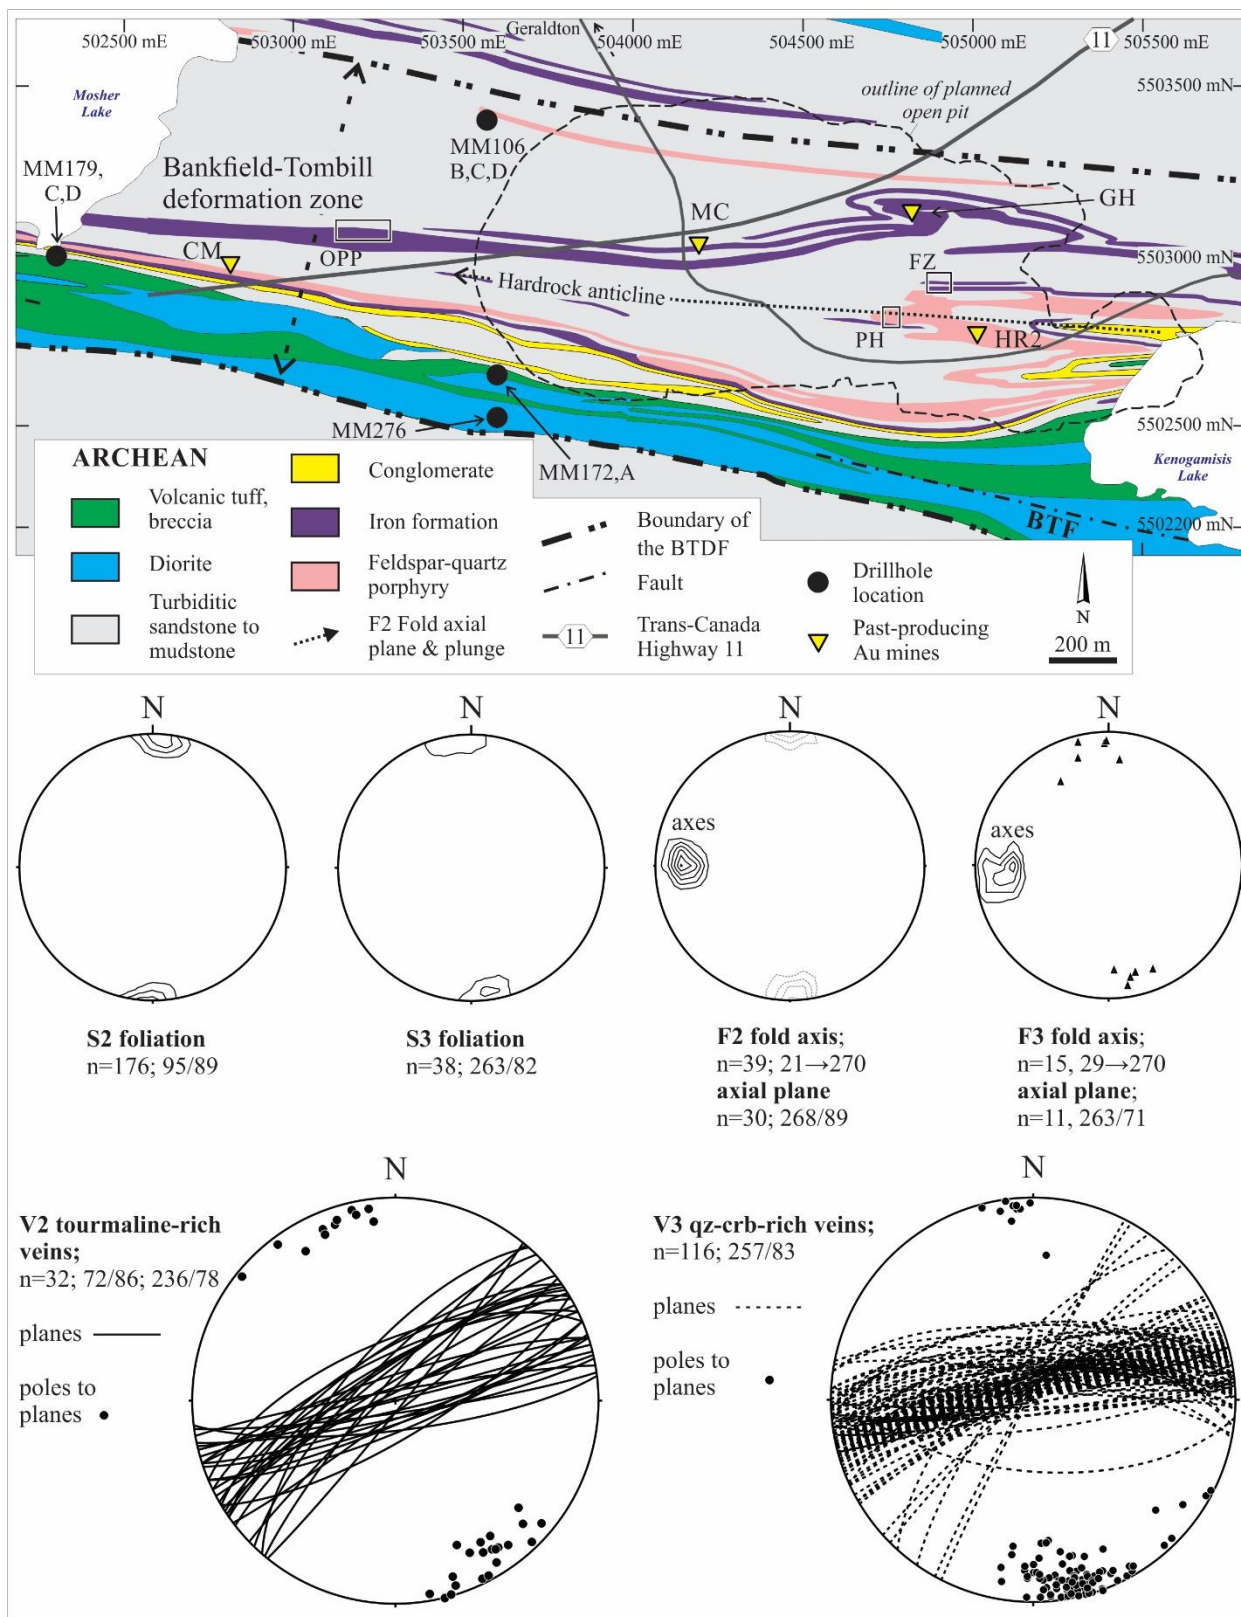 Geraldton
502500 mE
503000 mE
503500 mE
504000 mE
504500 mE
505000 mE
11
505500 mE
Mosher
Lake
outline of planned
open pit
5503500 mN
MM179,
C,D
MM106
B,C,D
Bankfield-Tombill
deformation zone
MC
GH
CM
OPP
FZ
5503000 mN
Hardrock anticline
PH
HR2
MM276
MM172,A
5502500 mN
Kenogamisis
Lake
BTF
5502200 mN
ARCHEAN
Volcanic tuff,
breccia
Diorite
Turbiditic
sandstone to
mudstone
Conglomerate
Iron formation
Feldspar-quartz
porphyry
F2 Fold axial
plane & plunge
Boundary of
the BTDF
Fault
11
Trans-Canada
Highway 11
Drillhole
location
Past-producing
Au mines
N
200 m
N
S2 foliation
n=176; 95/89
N
S3 foliation
n=38; 263/82
N
axes
F2 fold axis;
n=39; 21→270
axial plane
n=30; 268/89
N
axes
F3 fold axis;
n=15, 29→270
axial plane;
n=11, 263/71
N
V2 tourmaline-rich
veins;
n=32; 72/86; 236/78
planes
poles to
planes
N
V3 qz-crb-rich veins;
n=116; 257/83
planes
poles to
planes